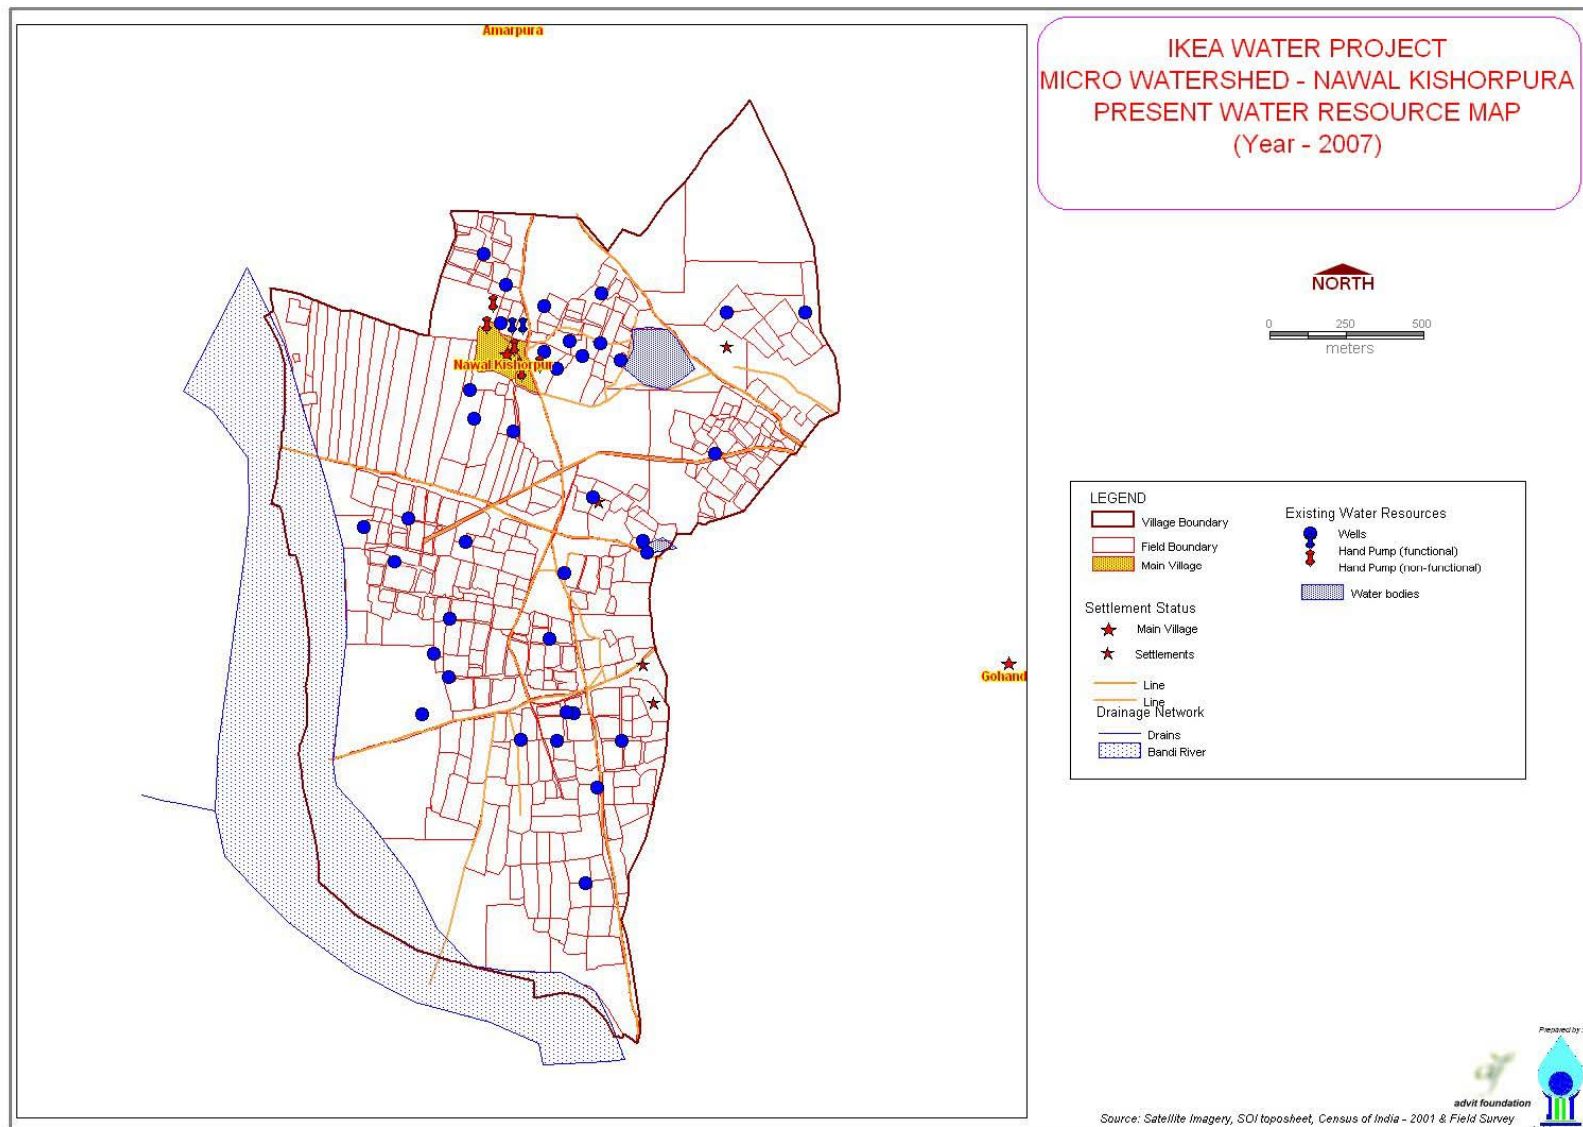 Amarpura
IKEA WATER PROJECT
MICRO WATERSHED - NAWAL KISHORPURA
PRESENT WATER RESOURCE MAP
(Year - 2007)
NORTH
0 250 500
meters
Nawal Kishorpur
Gohand
LEGEND
Village Boundary
Field Boundary
Main Village
Settlement Status
Main Village
Settlements
Line
Line
Drainage Network
Drains
Bandi River
Existing Water Resources
Wells
Hand Pump (functional)
Hand Pump (non-functional)
Water bodies
Prepared by:
advit foundation
Source: Satellite Imagery, SOI toposheet, Census of India - 2001 & Field Survey